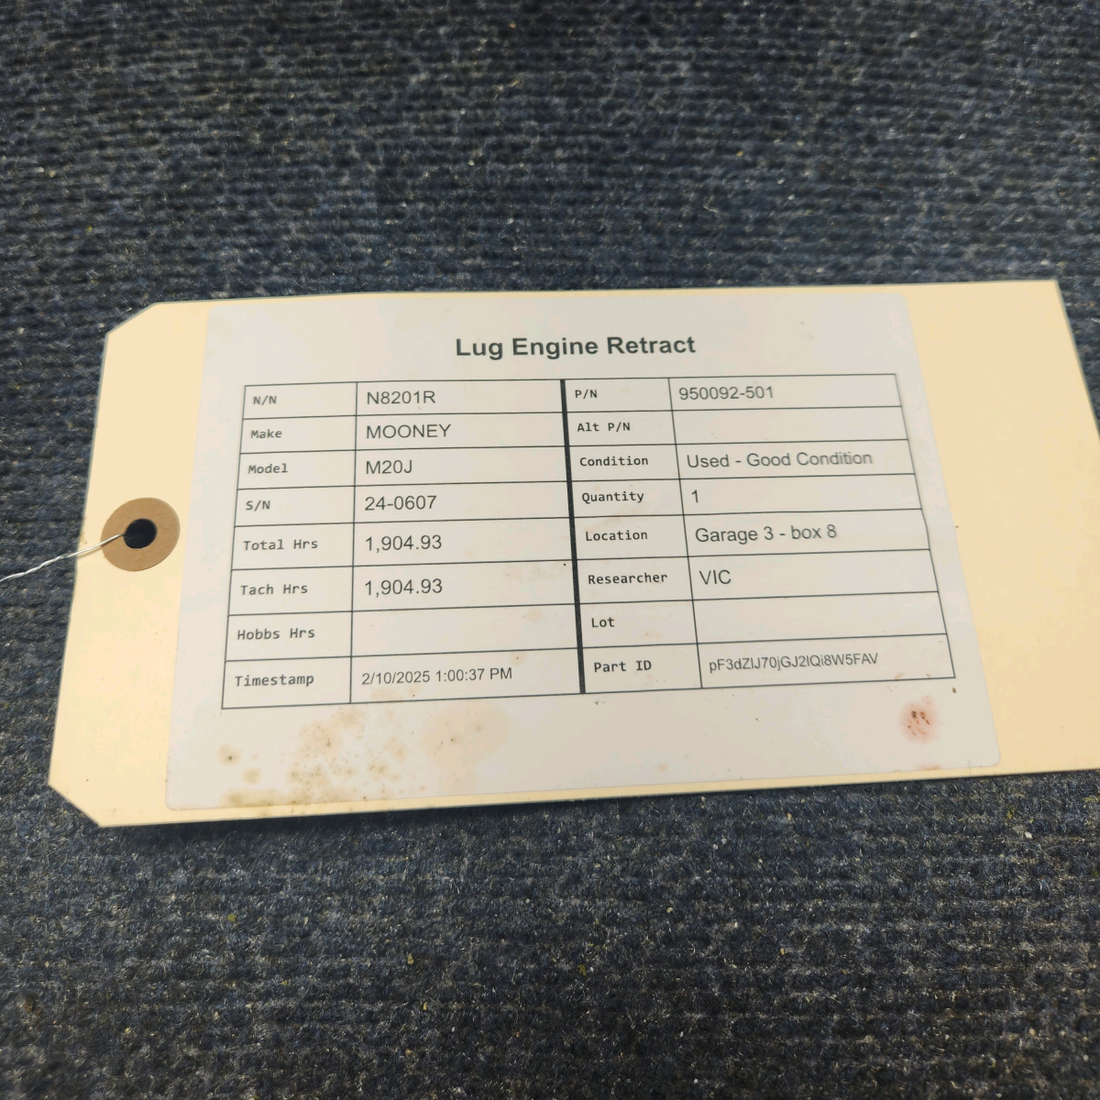 Lug Engine Retract
N/N N8201R P/N 950092-501
Make MOONEY Alt P/N
Model M20J Condition Used - Good Condition
S/N 24-0607 Quantity 1
Total Hrs 1,904.93 Location Garage 3 - box 8
Tach Hrs 1,904.93 Researcher VIC
Hobbs Hrs Lot
Timestamp 2/10/2025 1:00:37 PM Part ID